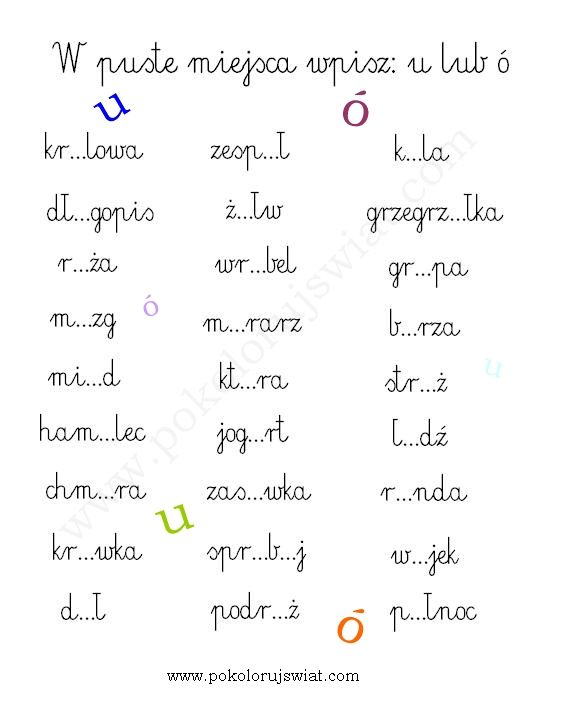 W puste miejsca wpisz: u lub ó
u ó
kr...lowa zesp...ł k...la
dł...gopis ż...łw grzegrz...łka
r...ża wr...bel gr...pa
m...zg ó m...rarz b...rza
mi...d kt...ra str...ż u
ham...lec jog...rt ł...dź
chm...ra zas...wka r...nda
u
kr...wka spr...b...j w...jek
d...ł podr...ż ó p...łnoc
www.pokolorujswiat.com
www.pokolorujswiat.com